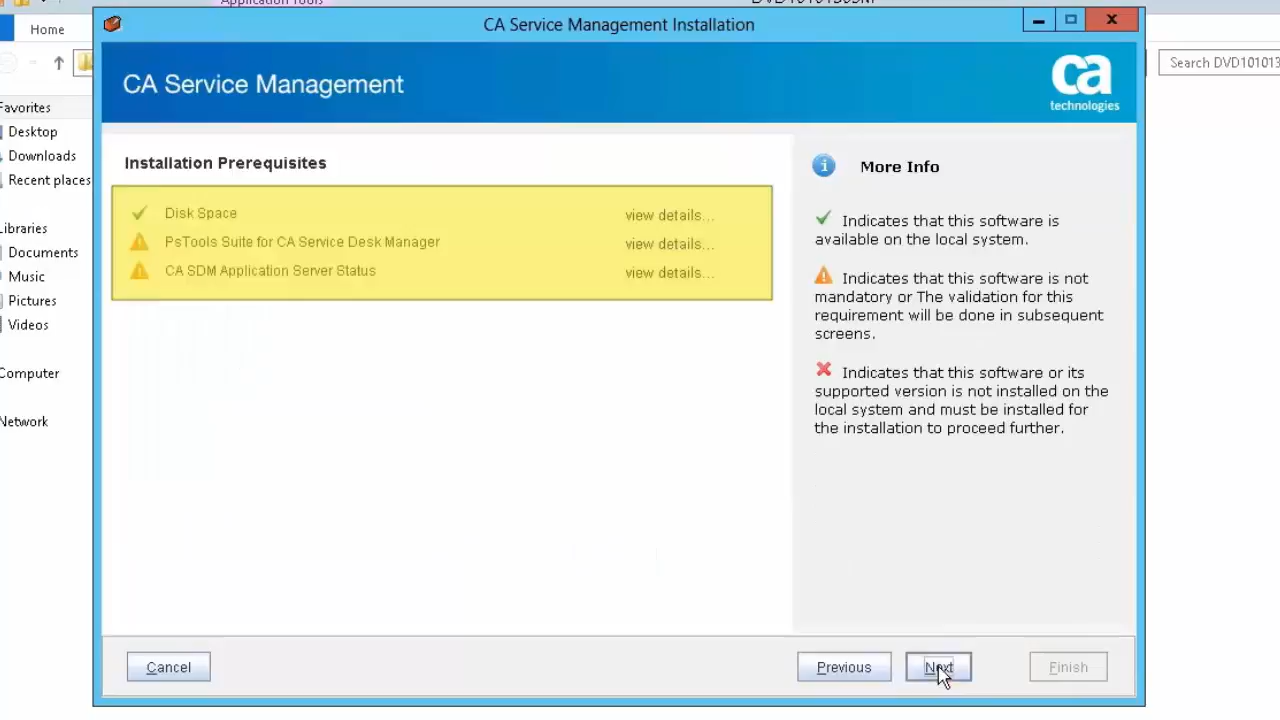 Application Tools
CA Service Management Installation
Home
Search DVD101013
CA Service Management
ca
technologies
Favorites
Desktop
Downloads
Recent places
Libraries
Documents
Music
Pictures
Videos
Computer
Network
Installation Prerequisites
Disk Space view details...
PsTools Suite for CA Service Desk Manager view details...
CA SDM Application Server Status view details...
More Info
Indicates that this software is
available on the local system.
Indicates that this software is not
mandatory or The validation for this
requirement will be done in subsequent
screens.
Indicates that this software or its
supported version is not installed on the
local system and must be installed for
the installation to proceed further.
Cancel
Previous
Next
Finish